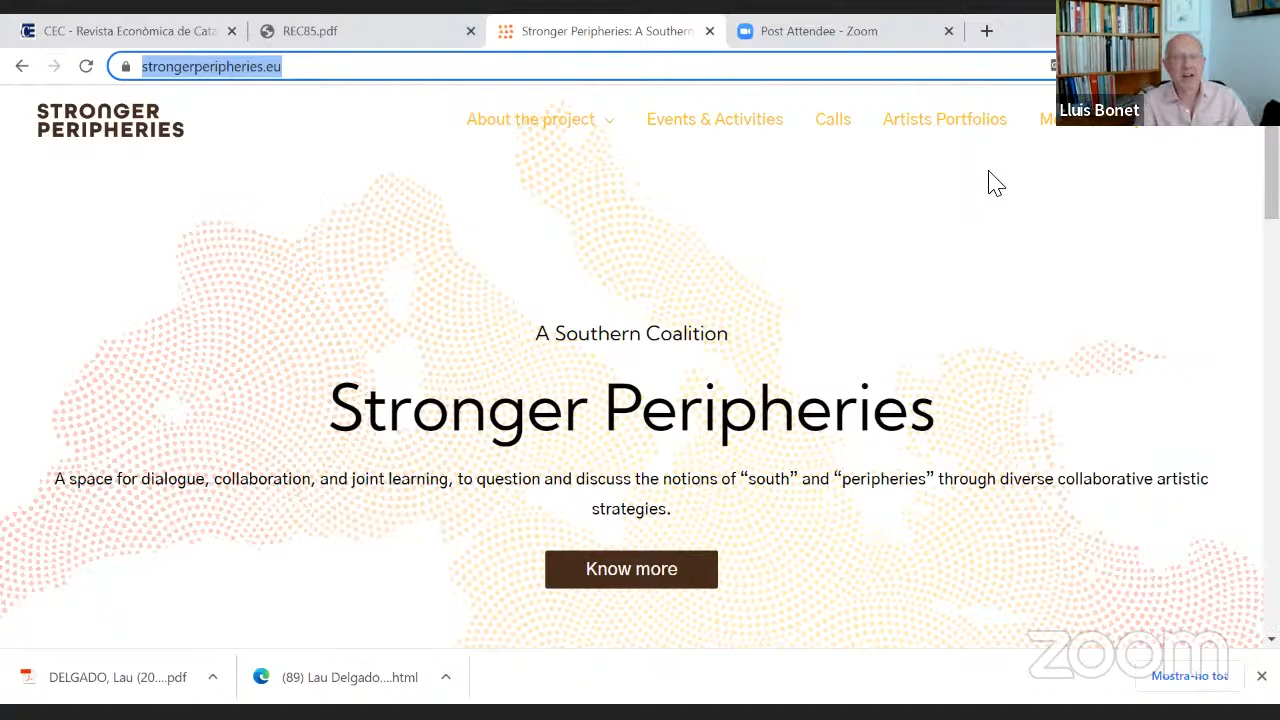 CEC - Revista Econòmica de Cata
REC85.pdf
Stronger Peripheries: A Southern
Post Attendee - Zoom
strongerperipheries.eu
Lluis Bonet
STRONGER
PERIPHERIES
About the project
Events & Activities
Calls
Artists Portfolios
A Southern Coalition
Stronger Peripheries
A space for dialogue, collaboration, and joint learning, to question and discuss the notions of “south” and “peripheries” through diverse collaborative artistic
strategies.
Know more
zoom
DELGADO, Lau (20....pdf
(89) Lau Delgado....html
Mostra-ho tot